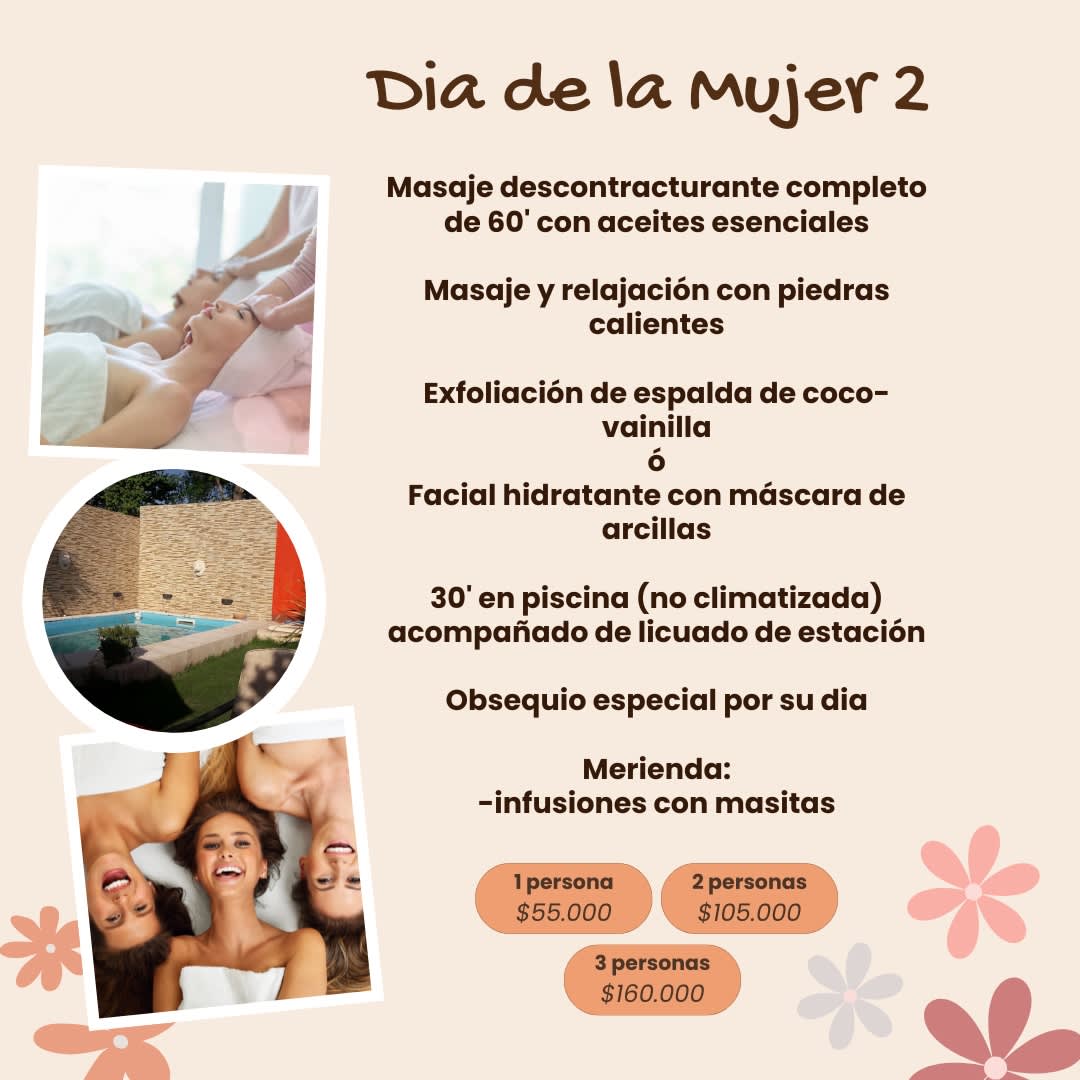 Dia de la Mujer 2
Masaje descontracturante completo
de 60' con aceites esenciales
Masaje y relajación con piedras
calientes
Exfoliación de espalda de coco-
vainilla
ó
Facial hidratante con máscara de
arcillas
30' en piscina (no climatizada)
acompañado de licuado de estación
Obsequio especial por su dia
Merienda:
-infusiones con masitas
1 persona
$55.000
2 personas
$105.000
3 personas
$160.000